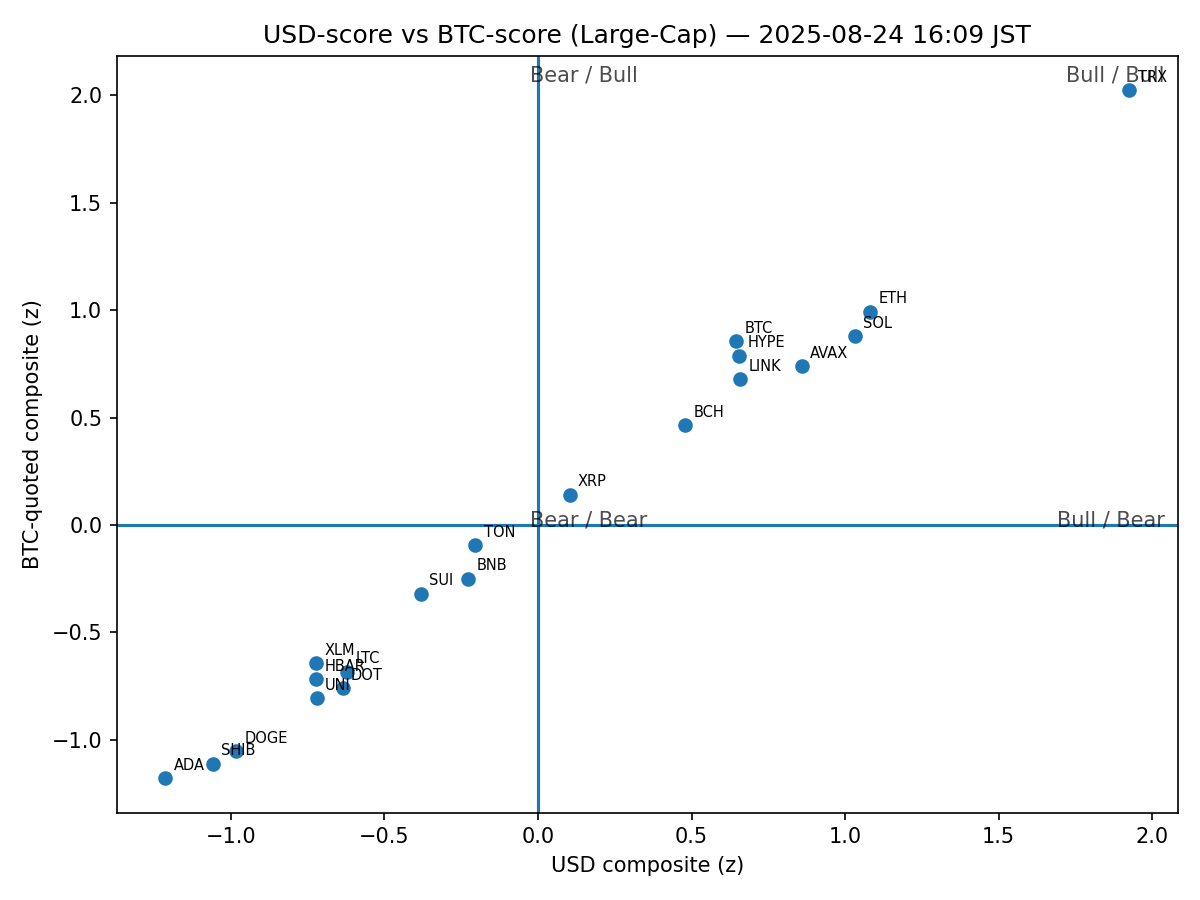 USD-score vs BTC-score (Large-Cap) — 2025-08-24 16:09 JST
Bear / Bull
Bull / Bull
TRX
2.0
1.5
1.0
0.5
0.0
−0.5
−1.0
BTC-quoted composite (z)
ETH
SOL
BTC
HYPE
AVAX
LINK
BCH
XRP
Bear / Bear
Bull / Bear
TON
BNB
SUI
XLM
LTC
HBAR
DOT
UNI
DOGE
SHIB
ADA
−1.0
−0.5
0.0
0.5
1.0
1.5
2.0
USD composite (z)